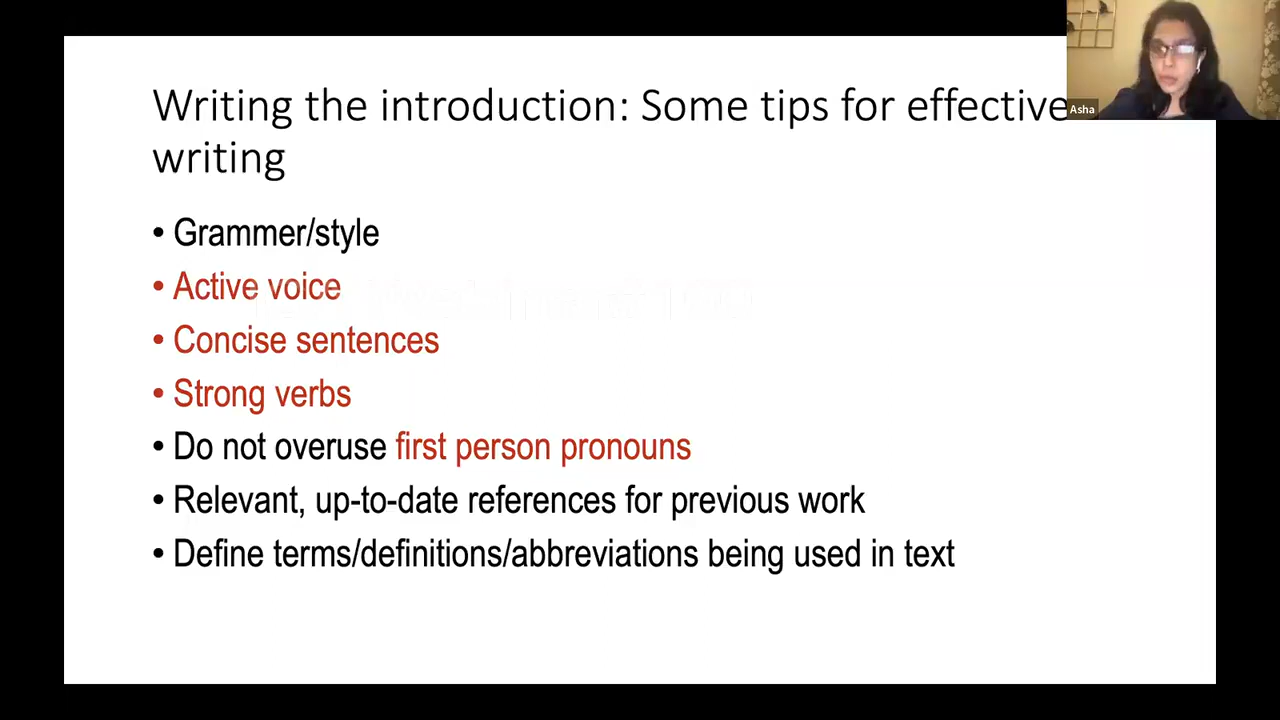 Writing the introduction: Some tips for effective
writing
Asha
• Grammer/style
• Active voice
• Concise sentences
• Strong verbs
• Do not overuse first person pronouns
• Relevant, up-to-date references for previous work
• Define terms/definitions/abbreviations being used in text